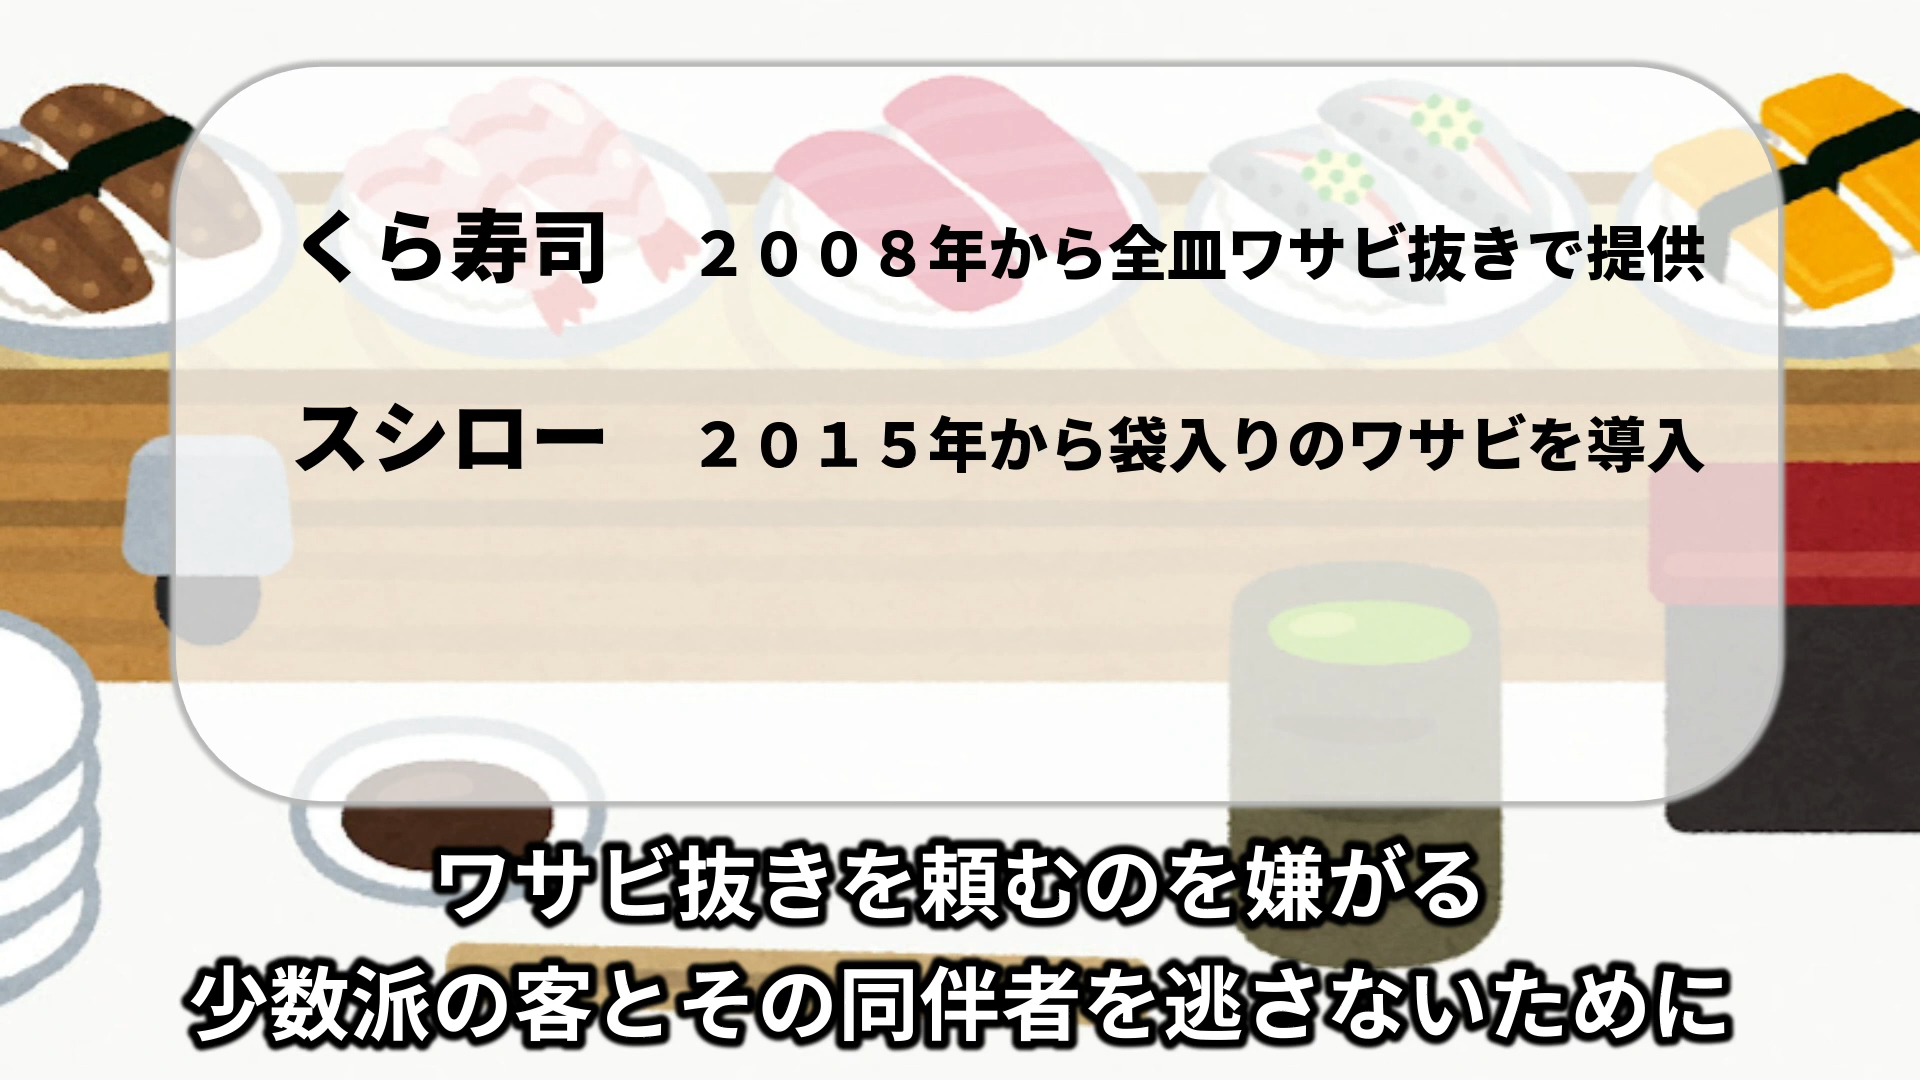 くら寿司　２００８年から全皿ワサビ抜きで提供
スシロー　２０１５年から袋入りのワサビを導入
ワサビ抜きを頼むのを嫌がる
少数派の客とその同伴者を逃さないために